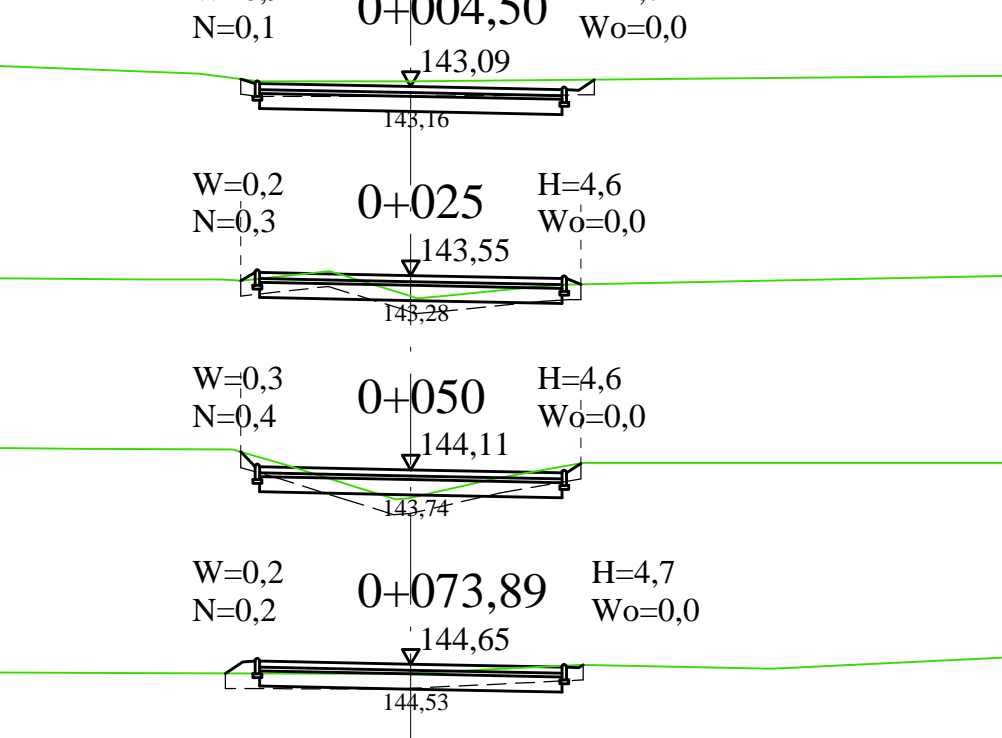 0+004,50
N=0,1
Wo=0,0
143,09
143,16
W=0,2
H=4,6
0+025
N=0,3
Wo=0,0
143,55
143,28
W=0,3
H=4,6
0+050
N=0,4
Wo=0,0
144,11
143,74
W=0,2
H=4,7
0+073,89
N=0,2
Wo=0,0
144,65
144,53